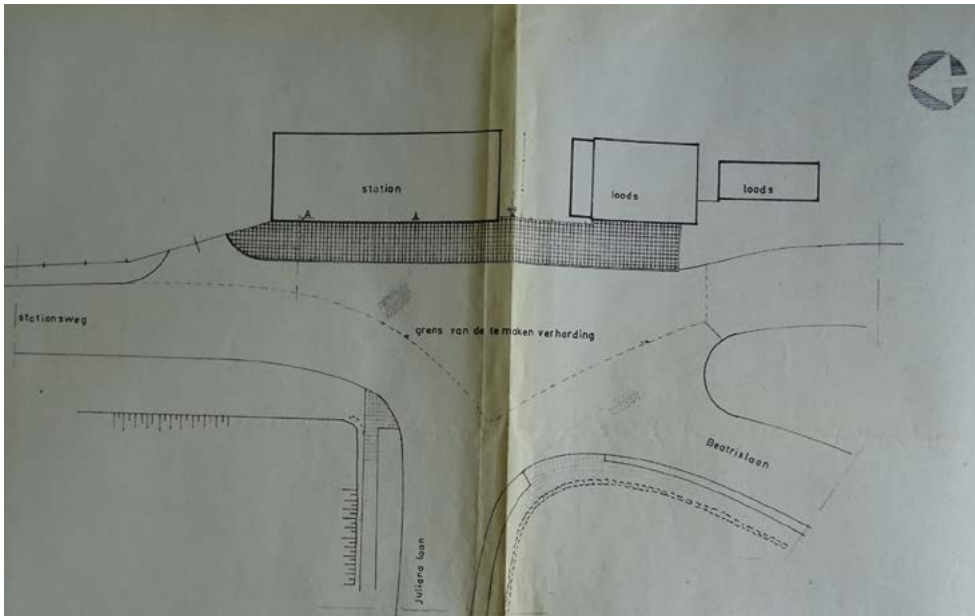 station
loods
loods
stationsweg
grens van de te maken verharding
Beatrixlaan
Juliana laan